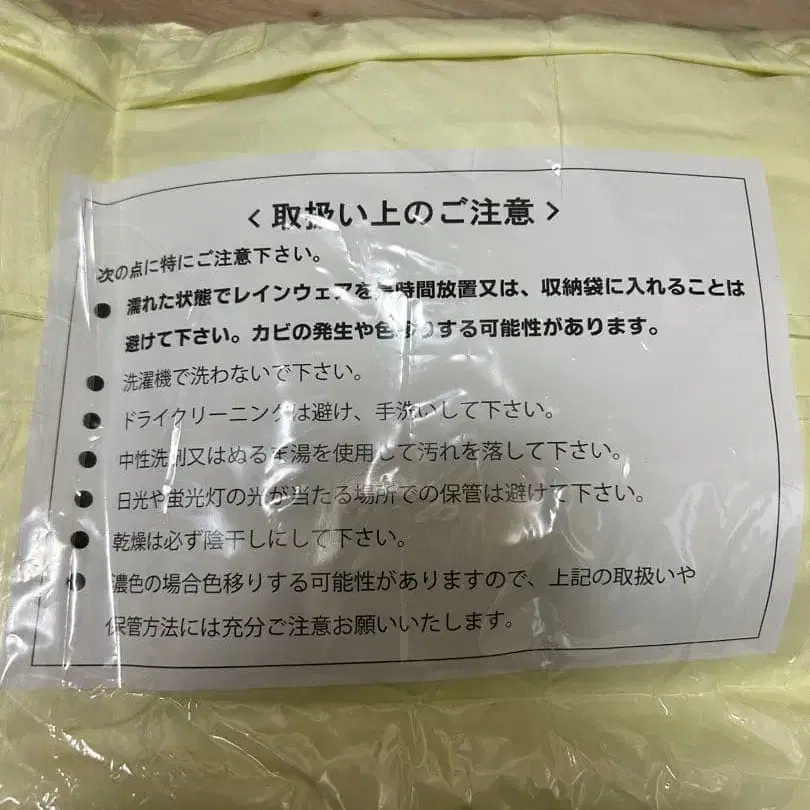 ＜取扱い上のご注意＞
次の点に特にご注意下さい。
● 濡れた状態でレインウェアを長時間放置又は、収納袋に入れることは
避けて下さい。カビの発生や色移りする可能性があります。
● 洗濯機で洗わないで下さい。
● ドライクリーニングは避け、手洗いして下さい。
● 中性洗剤又はぬるま湯を使用して汚れを落して下さい。
● 日光や蛍光灯の光が当たる場所での保管は避けて下さい。
● 乾燥は必ず陰干しにして下さい。
● 濃色の場合色移りする可能性がありますので、上記の取扱いや
保管方法には充分ご注意お願いいたします。